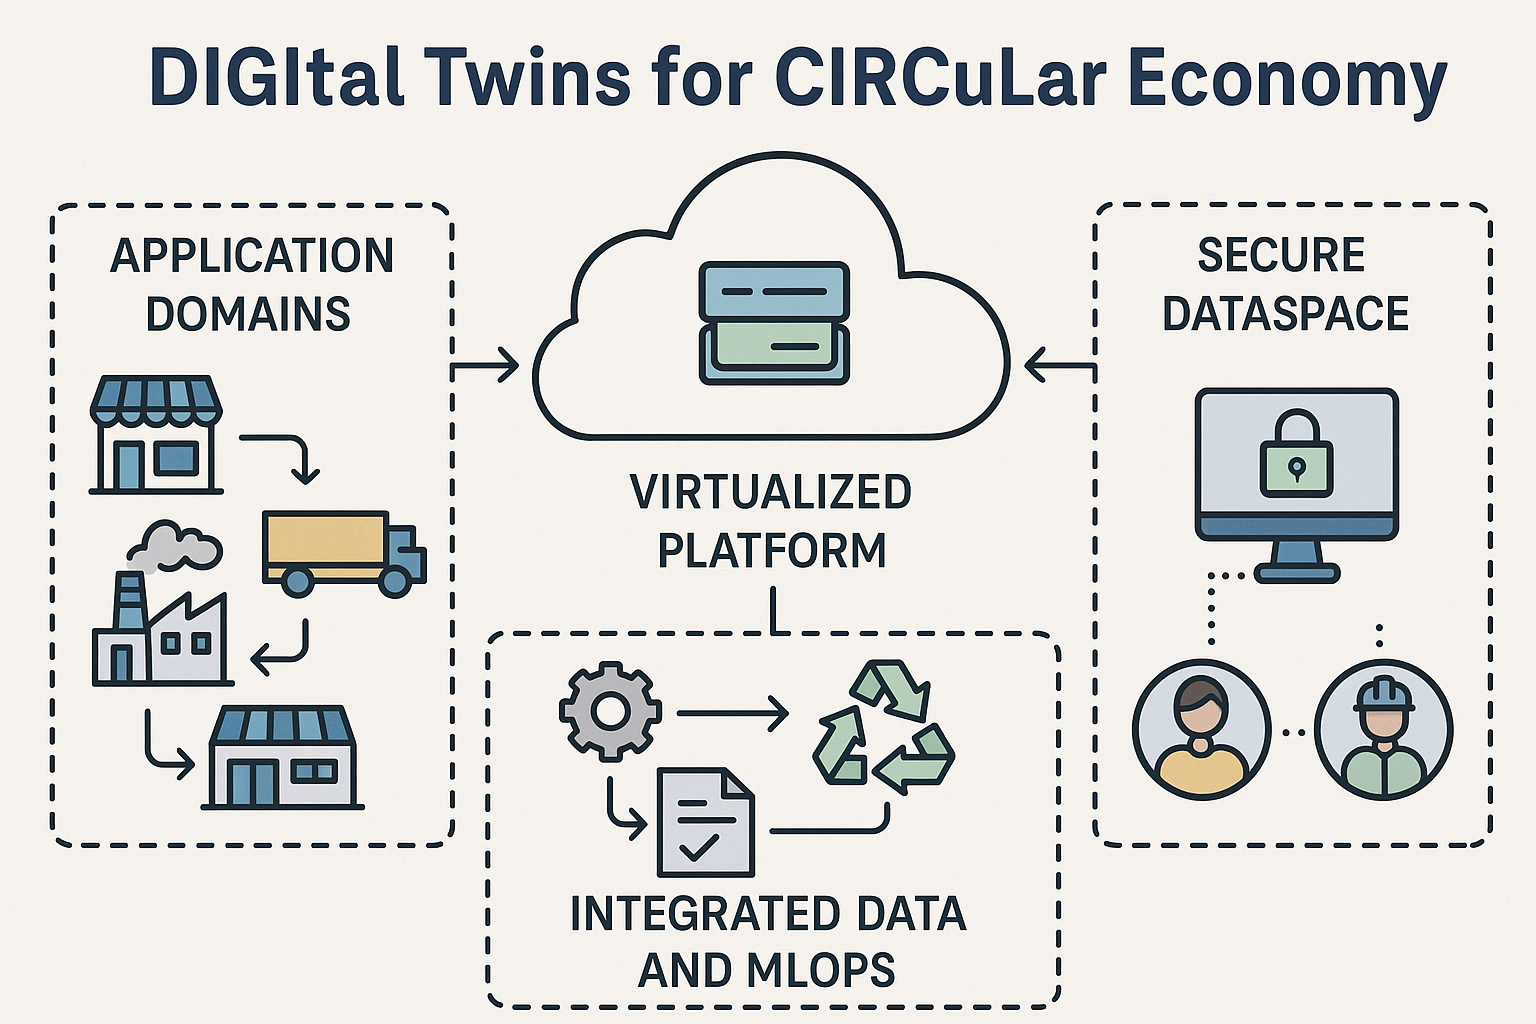 DIGItal Twins for CIRCuLar Economy
APPLICATION
DOMAINS
SECURE
DATASPACE
VIRTUALIZED
PLATFORM
INTEGRATED DATA
AND MLOPS